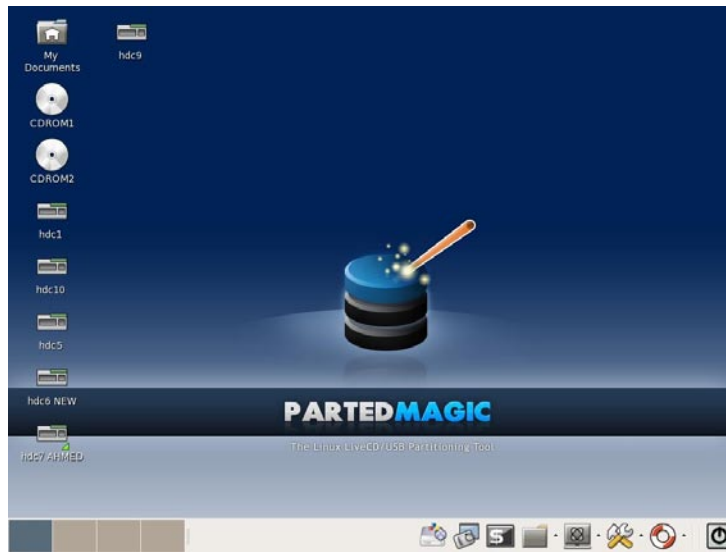 My
Documents
hdc9
CDROM1
CDROM2
hdc1
hdc10
hdc5
hdc6 NEW
hdc7 AHMED
PARTEDMAGIC
The Linux LiveCD/USB Partitioning Tool